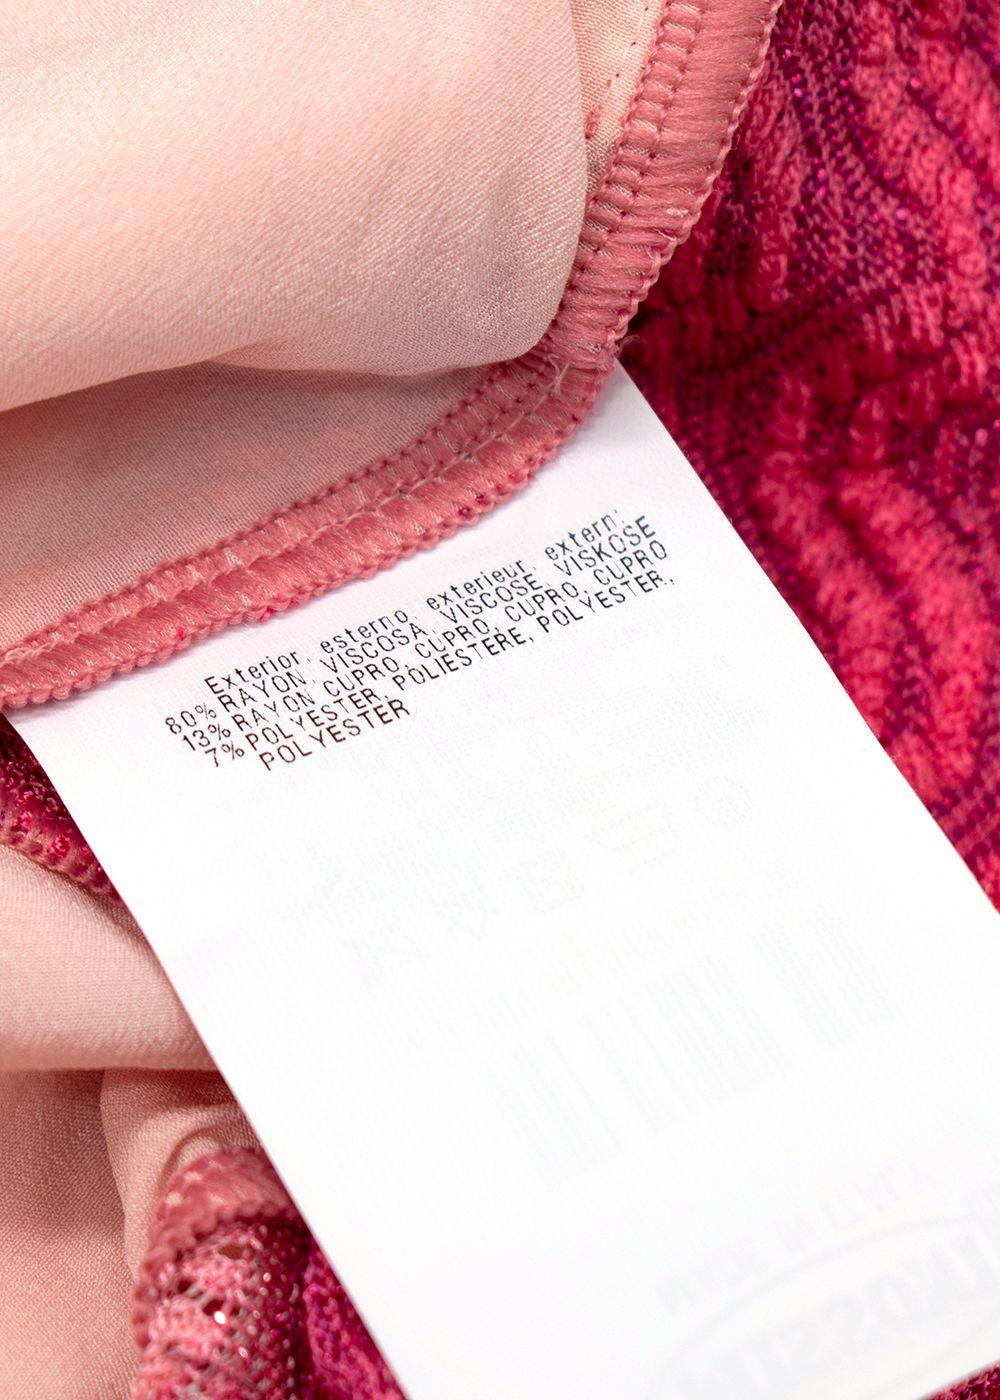 Exterior, esterno, exterieur, extern:
80% RAYON, VISCOSA, VISCOSE, VISKOSE
13% RAYON CUPRO, CUPRO, CUPRO, CUPRO
7% POLYESTER, POLIESTERE, POLYESTER,
POLYESTER